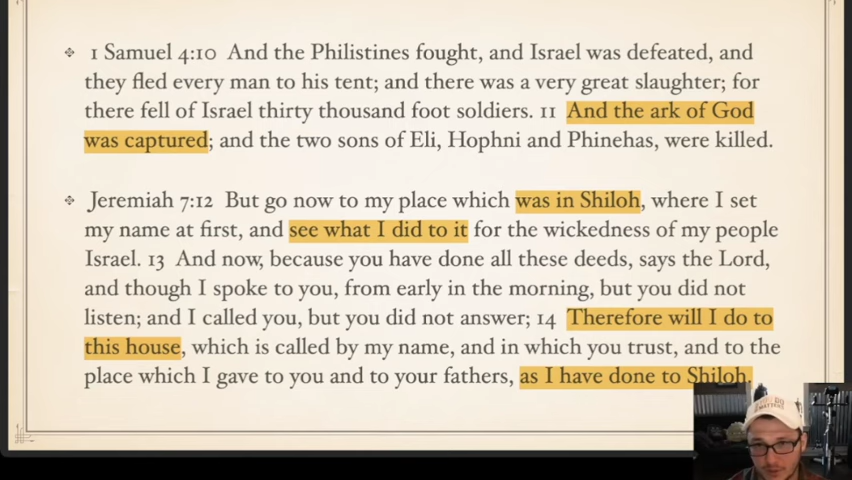 ❖ 1 Samuel 4:10 And the Philistines fought, and Israel was defeated, and
they fled every man to his tent; and there was a very great slaughter; for
there fell of Israel thirty thousand foot soldiers. 11 And the ark of God
was captured; and the two sons of Eli, Hophni and Phinehas, were killed.
❖ Jeremiah 7:12 But go now to my place which was in Shiloh, where I set
my name at first, and see what I did to it for the wickedness of my people
Israel. 13 And now, because you have done all these deeds, says the Lord,
and though I spoke to you, from early in the morning, but you did not
listen; and I called you, but you did not answer; 14 Therefore will I do to
this house, which is called by my name, and in which you trust, and to the
place which I gave to you and to your fathers, as I have done to Shiloh.